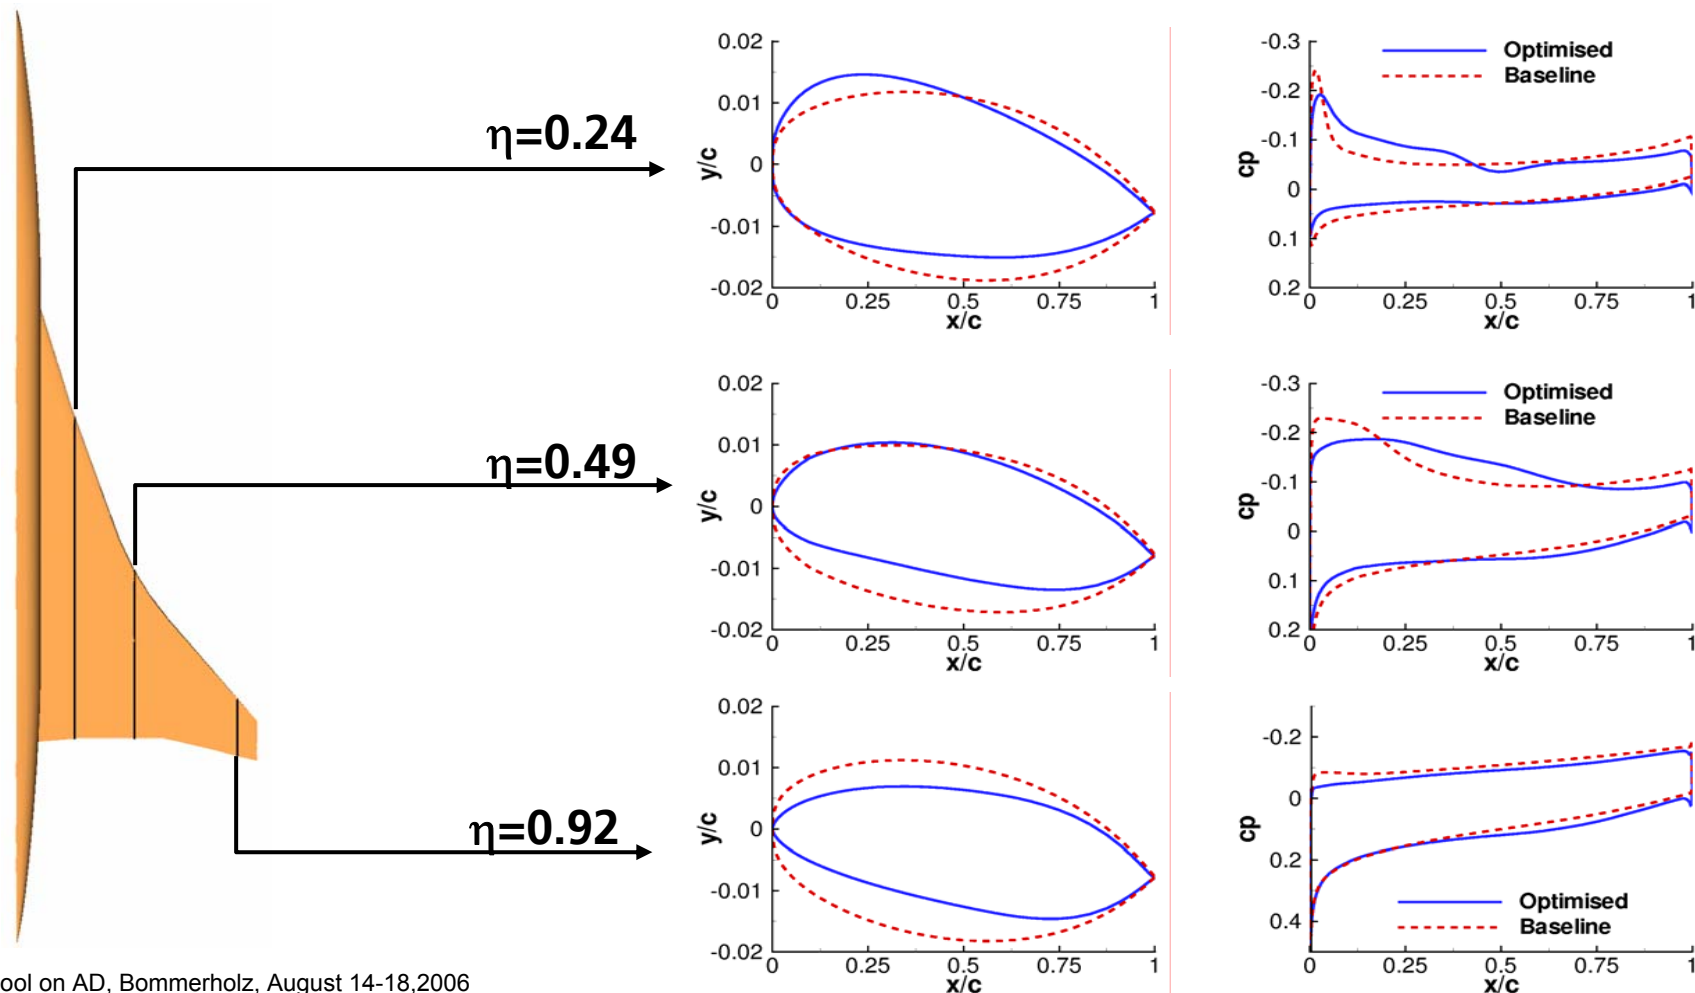 η=0.24
0.02
0.01
0
-0.01
-0.02
y/c
0 0.25 0.5 0.75 1
x/c
-0.3
-0.2
-0.1
0
0.1
0.2
cp
Optimised
Baseline
0 0.25 0.5 0.75 1
x/c
η=0.49
0.02
0.01
0
-0.01
-0.02
y/c
0 0.25 0.5 0.75 1
x/c
-0.3
-0.2
-0.1
0
0.1
0.2
cp
Optimised
Baseline
0 0.25 0.5 0.75 1
x/c
η=0.92
0.02
0.01
0
-0.01
-0.02
y/c
0 0.25 0.5 0.75 1
x/c
-0.2
0
0.2
0.4
cp
Optimised
Baseline
0 0.25 0.5 0.75 1
x/c
ool on AD, Bommerholz, August 14-18,2006